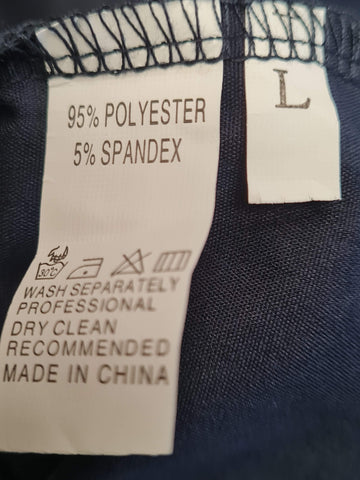 95% POLYESTER
5% SPANDEX
L
30°C
WASH SEPARATELY
PROFESSIONAL
DRY CLEAN
RECOMMENDED
MADE IN CHINA